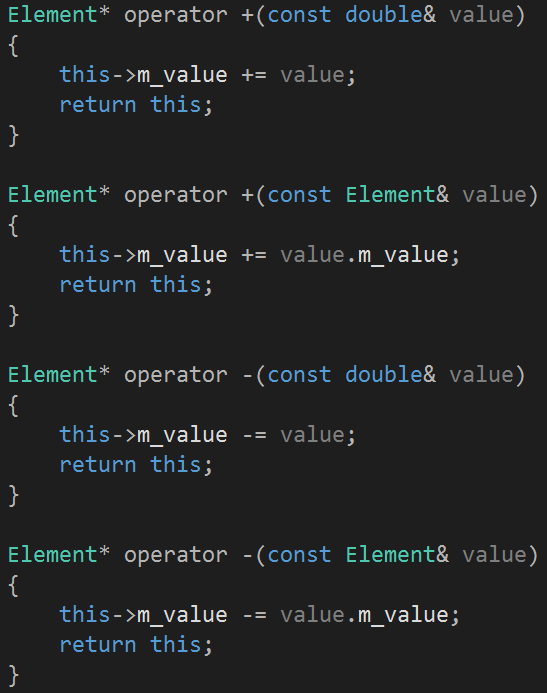 Element* operator +(const double& value)
{
    this->m_value += value;
    return this;
}

Element* operator +(const Element& value)
{
    this->m_value += value.m_value;
    return this;
}

Element* operator -(const double& value)
{
    this->m_value -= value;
    return this;
}

Element* operator -(const Element& value)
{
    this->m_value -= value.m_value;
    return this;
}